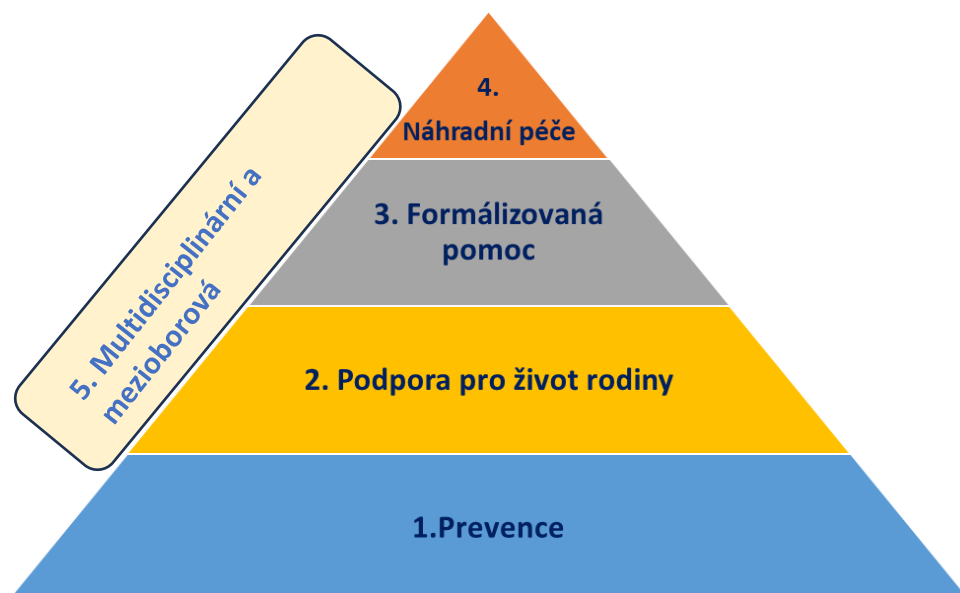 4.
Náhradní péče
3. Formálizovaná
pomoc
5. Multidisciplinární a
mezioborová
2. Podpora pro život rodiny
1.Prevence